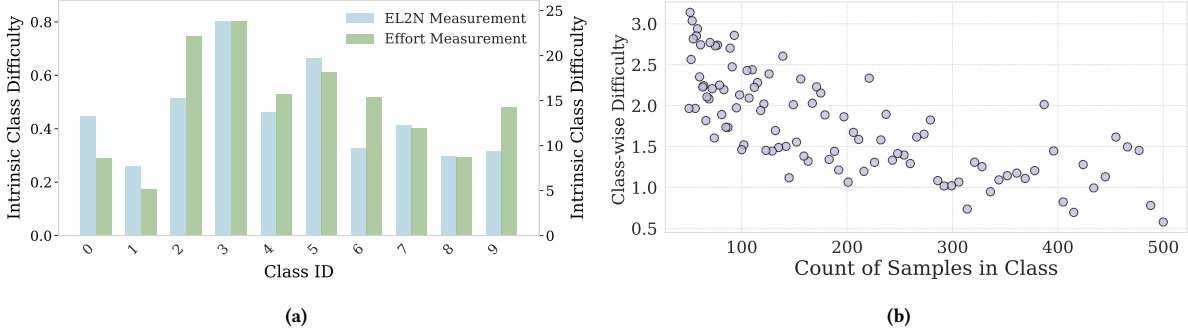 EL2N Measurement
Effort Measurement
Intrinsic Class Difficulty
0.8
0.6
0.4
0.2
0.0
25
20
15
10
5
0
Intrinsic Class Difficulty
0 1 2 3 4 5 6 7 8 9
Class ID
(a)
Class-wise Difficulty
3.0
2.5
2.0
1.5
1.0
0.5
100 200 300 400 500
Count of Samples in Class
(b)